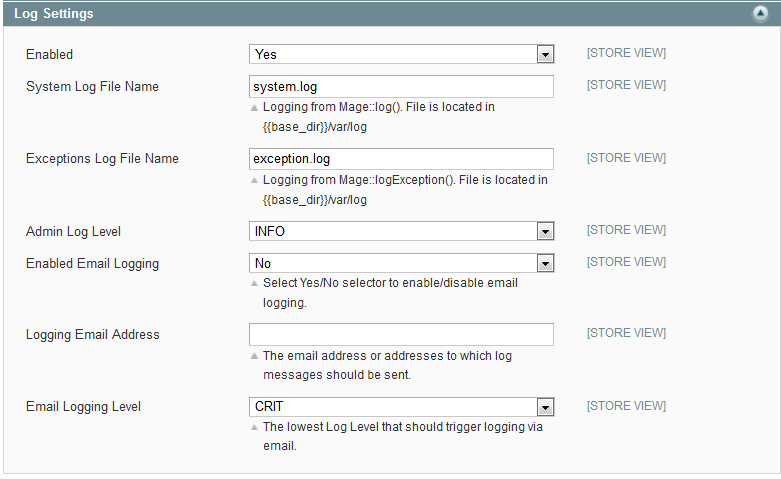 Log Settings
Enabled Yes [STORE VIEW]
System Log File Name system.log [STORE VIEW]
Logging from Mage::log(). File is located in
{{base_dir}}/var/log
Exceptions Log File Name exception.log [STORE VIEW]
Logging from Mage::logException(). File is located in
{{base_dir}}/var/log
Admin Log Level INFO [STORE VIEW]
Enabled Email Logging No [STORE VIEW]
Select Yes/No selector to enable/disable email
logging.
Logging Email Address [STORE VIEW]
The email address or addresses to which log
messages should be sent.
Email Logging Level CRIT [STORE VIEW]
The lowest Log Level that should trigger logging via
email.